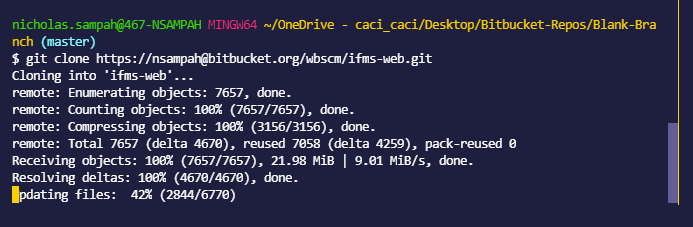 nicholas.sampah@467-NSAMPAH MINGW64 ~/OneDrive - caci_caci/Desktop/Bitbucket-Repos/Blank-Bra
nch (master)
$ git clone https://nsampah@bitbucket.org/wbscm/ifms-web.git
Cloning into 'ifms-web'...
remote: Enumerating objects: 7657, done.
remote: Counting objects: 100% (7657/7657), done.
remote: Compressing objects: 100% (3156/3156), done.
remote: Total 7657 (delta 4670), reused 7058 (delta 4259), pack-reused 0
Receiving objects: 100% (7657/7657), 21.98 MiB | 9.01 MiB/s, done.
Resolving deltas: 100% (4670/4670), done.
pdating files:  42% (2844/6770)